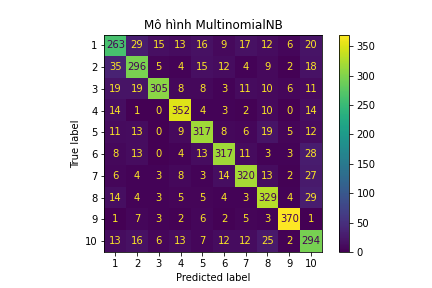 Mô hình MultinomialNB
1 263 29 15 13 16 9 17 12 6 20
2 35 296 5 4 15 12 4 9 2 18
3 19 19 305 8 8 3 11 10 6 11
4 14 1 0 352 4 3 2 10 0 14
5 11 13 0 9 317 8 6 19 5 12
6 8 13 0 4 13 317 11 3 3 28
7 6 4 3 8 3 14 320 13 2 27
8 14 4 3 5 5 4 3 329 4 29
9 1 7 3 2 6 2 5 3 370 1
10 13 16 6 13 7 12 12 25 2 294
1 2 3 4 5 6 7 8 9 10
Predicted label
True label
350
300
250
200
150
100
50
0